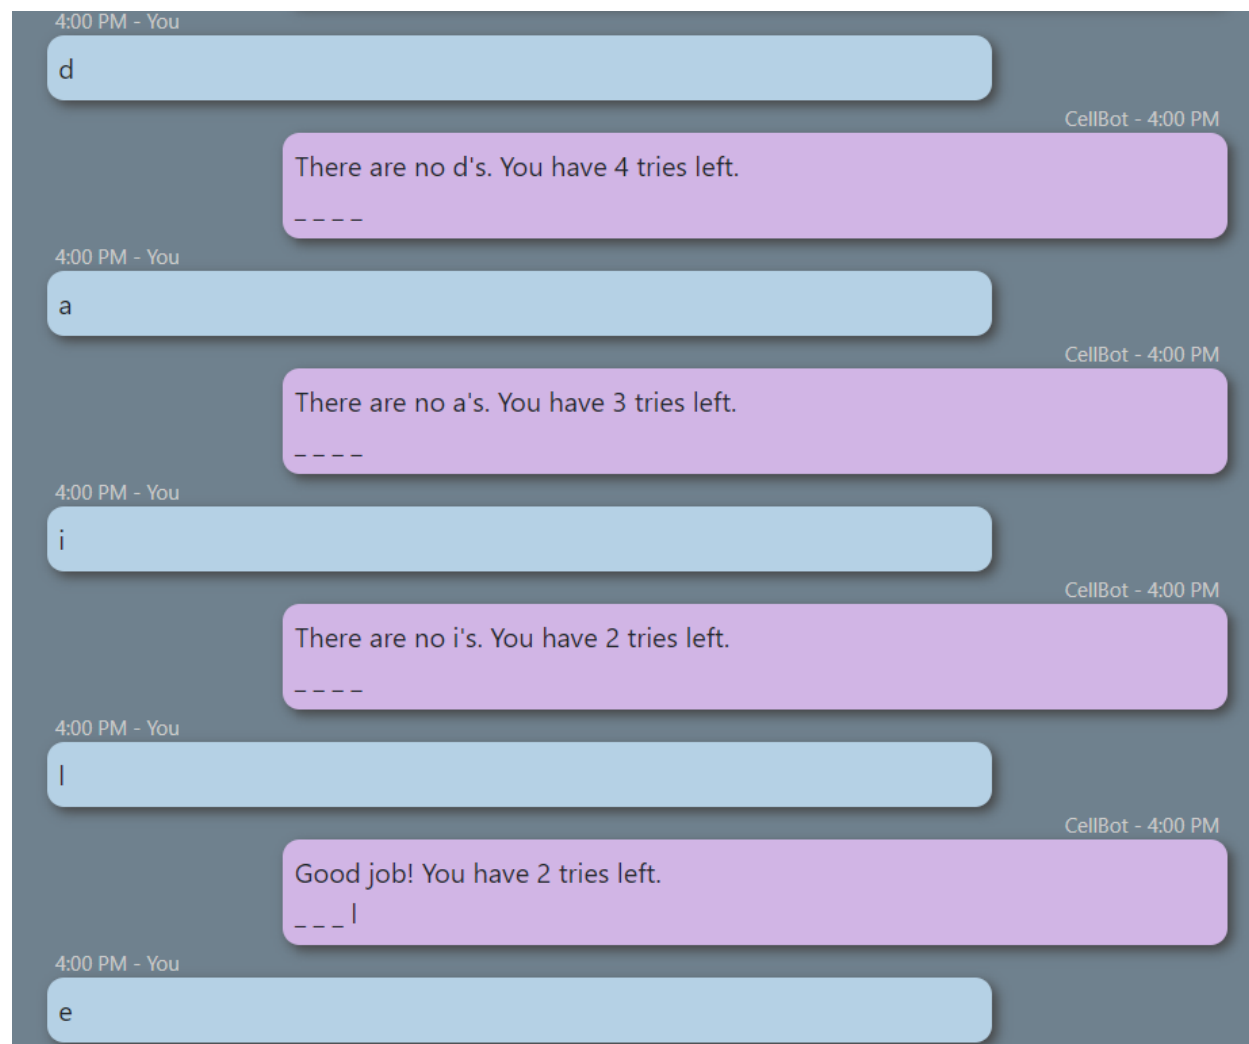 4:00 PM - You
d
CellBot - 4:00 PM
There are no d's. You have 4 tries left.
_ _ _ _
4:00 PM - You
a
CellBot - 4:00 PM
There are no a's. You have 3 tries left.
_ _ _ _
4:00 PM - You
i
CellBot - 4:00 PM
There are no i's. You have 2 tries left.
_ _ _ _
4:00 PM - You
l
CellBot - 4:00 PM
Good job! You have 2 tries left.
_ _ _ l
4:00 PM - You
e